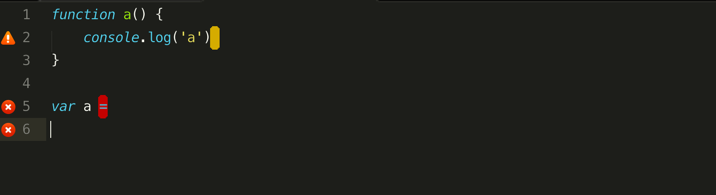 1 function a() {
2     console.log('a')
3 }
4
5 var a =
6